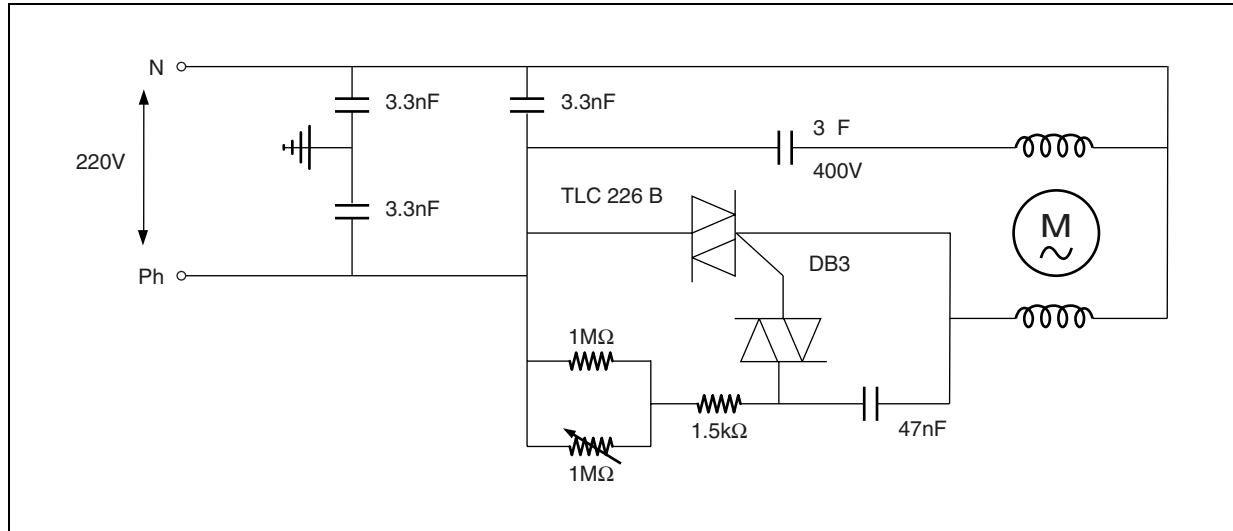 N
3.3nF
3.3nF
3 F
220V
400V
3.3nF
TLC 226 B
M
DB3
Ph
1MΩ
1.5kΩ
47nF
1MΩ